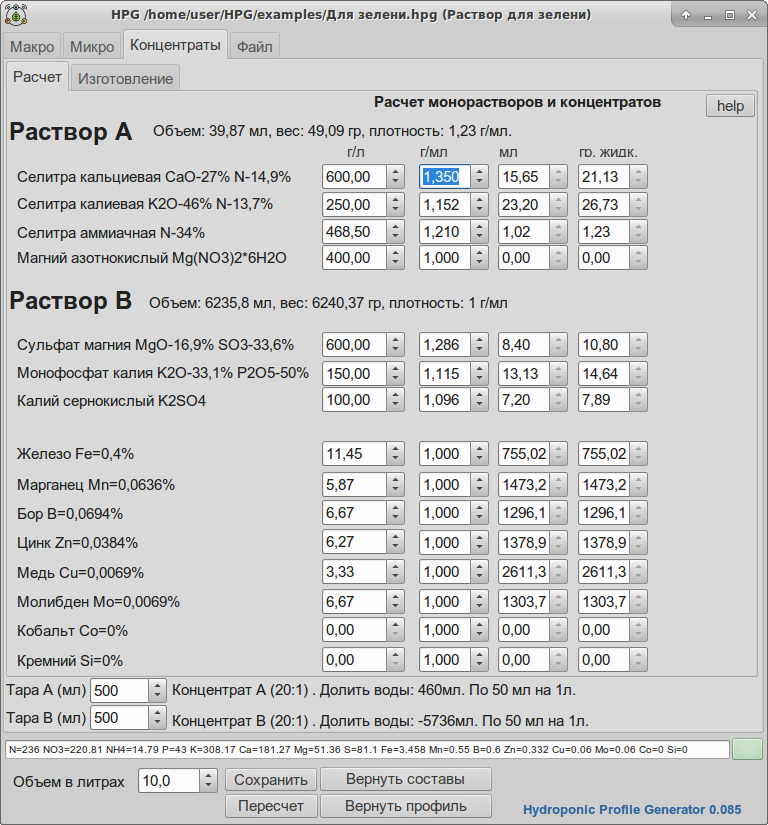 HPG /home/user/HPG/examples/Для зелени.hpg (Раствор для зелени)
Макро Микро Концентраты Файл
Расчет Изготовление
Расчет монорастворов и концентратов help
Раствор А Объем: 39,87 мл, вес: 49,09 гр, плотность: 1,23 г/мл.
г/л г/мл мл гр. жидк.
Селитра кальциевая CaO-27% N-14,9% 600,00 1,350 15,65 21,13
Селитра калиевая K2O-46% N-13,7% 250,00 1,152 23,20 26,73
Селитра аммиачная N-34% 468,50 1,210 1,02 1,23
Магний азотнокислый Mg(NO3)2*6H2O 400,00 1,000 0,00 0,00
Раствор В Объем: 6235,8 мл, вес: 6240,37 гр, плотность: 1 г/мл
Сульфат магния MgO-16,9% SO3-33,6% 600,00 1,286 8,40 10,80
Монофосфат калия K2O-33,1% P2O5-50% 150,00 1,115 13,13 14,64
Калий сернокислый K2SO4 100,00 1,096 7,20 7,89
Железо Fe=0,4% 11,45 1,000 755,02 755,02
Марганец Mn=0,0636% 5,87 1,000 1473,2 1473,2
Бор B=0,0694% 6,67 1,000 1296,1 1296,1
Цинк Zn=0,0384% 6,27 1,000 1378,9 1378,9
Медь Cu=0,0069% 3,33 1,000 2611,3 2611,3
Молибден Mo=0,0069% 6,67 1,000 1303,7 1303,7
Кобальт Co=0% 0,00 1,000 0,00 0,00
Кремний Si=0% 0,00 1,000 0,00 0,00
Тара А (мл) 500 Концентрат А (20:1) . Долить воды: 460мл. По 50 мл на 1л.
Тара В (мл) 500 Концентрат В (20:1) . Долить воды: -5736мл. По 50 мл на 1л.
N=236 NO3=220.81 NH4=14.79 P=43 K=308.17 Ca=181.27 Mg=51.36 S=81.1 Fe=3.458 Mn=0.55 B=0.6 Zn=0.332 Cu=0.06 Mo=0.06 Co=0 Si=0
Объем в литрах 10,0 Сохранить Вернуть составы
Пересчет Вернуть профиль Hydroponic Profile Generator 0.085